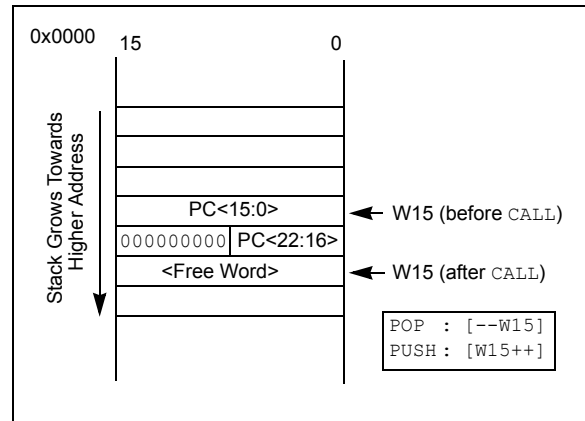 0x0000
15 0
Stack Grows Towards
Higher Address
PC<15:0>
W15 (before CALL)
000000000 PC<22:16>
<Free Word>
W15 (after CALL)
POP : [--W15]
PUSH : [W15++]